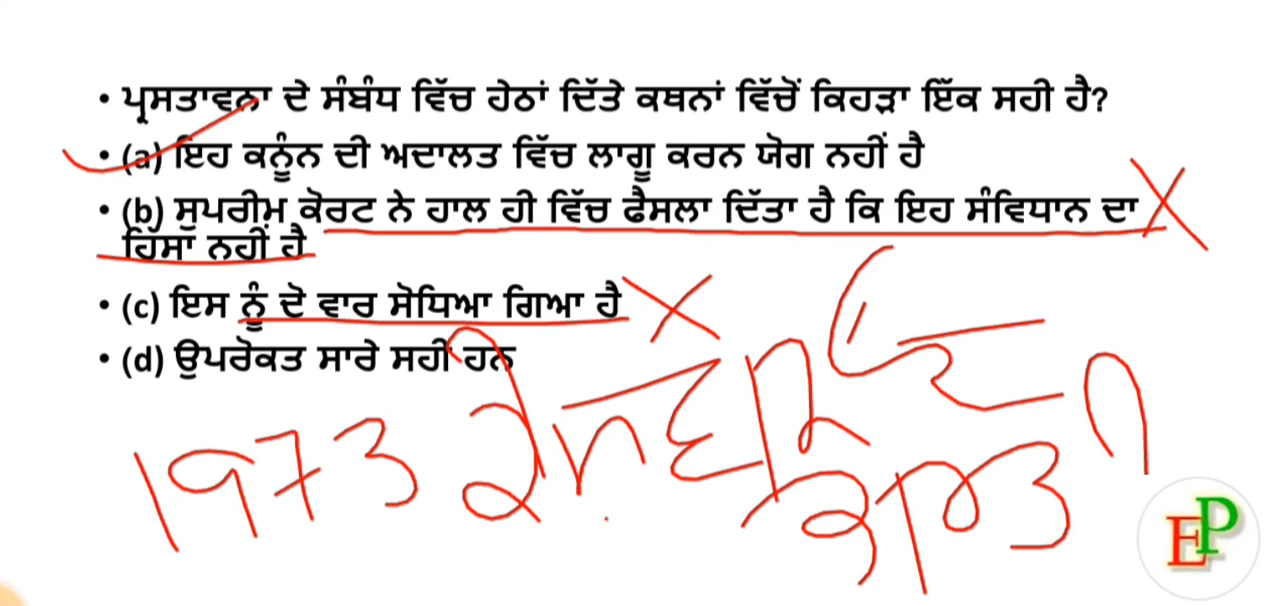 • ਪ੍ਰਸਤਾਵਨਾ ਦੇ ਸੰਬੰਧ ਵਿੱਚ ਹੇਠਾਂ ਦਿੱਤੇ ਕਥਨਾਂ ਵਿੱਚੋਂ ਕਿਹੜਾ ਇੱਕ ਸਹੀ ਹੈ?
• (a) ਇਹ ਕਨੂੰਨ ਦੀ ਅਦਾਲਤ ਵਿੱਚ ਲਾਗੂ ਕਰਨ ਯੋਗ ਨਹੀਂ ਹੈ
• (b) ਸੁਪਰੀਮ ਕੋਰਟ ਨੇ ਹਾਲ ਹੀ ਵਿੱਚ ਫੈਸਲਾ ਦਿੱਤਾ ਹੈ ਕਿ ਇਹ ਸੰਵਿਧਾਨ ਦਾ
ਹਿਸਾ ਨਹੀਂ ਹੈ
• (c) ਇਸ ਨੂੰ ਦੋ ਵਾਰ ਸੋਧਿਆ ਗਿਆ ਹੈ
• (d) ਉਪਰੋਕਤ ਸਾਰੇ ਸਹੀ ਹਨ
1973
EP